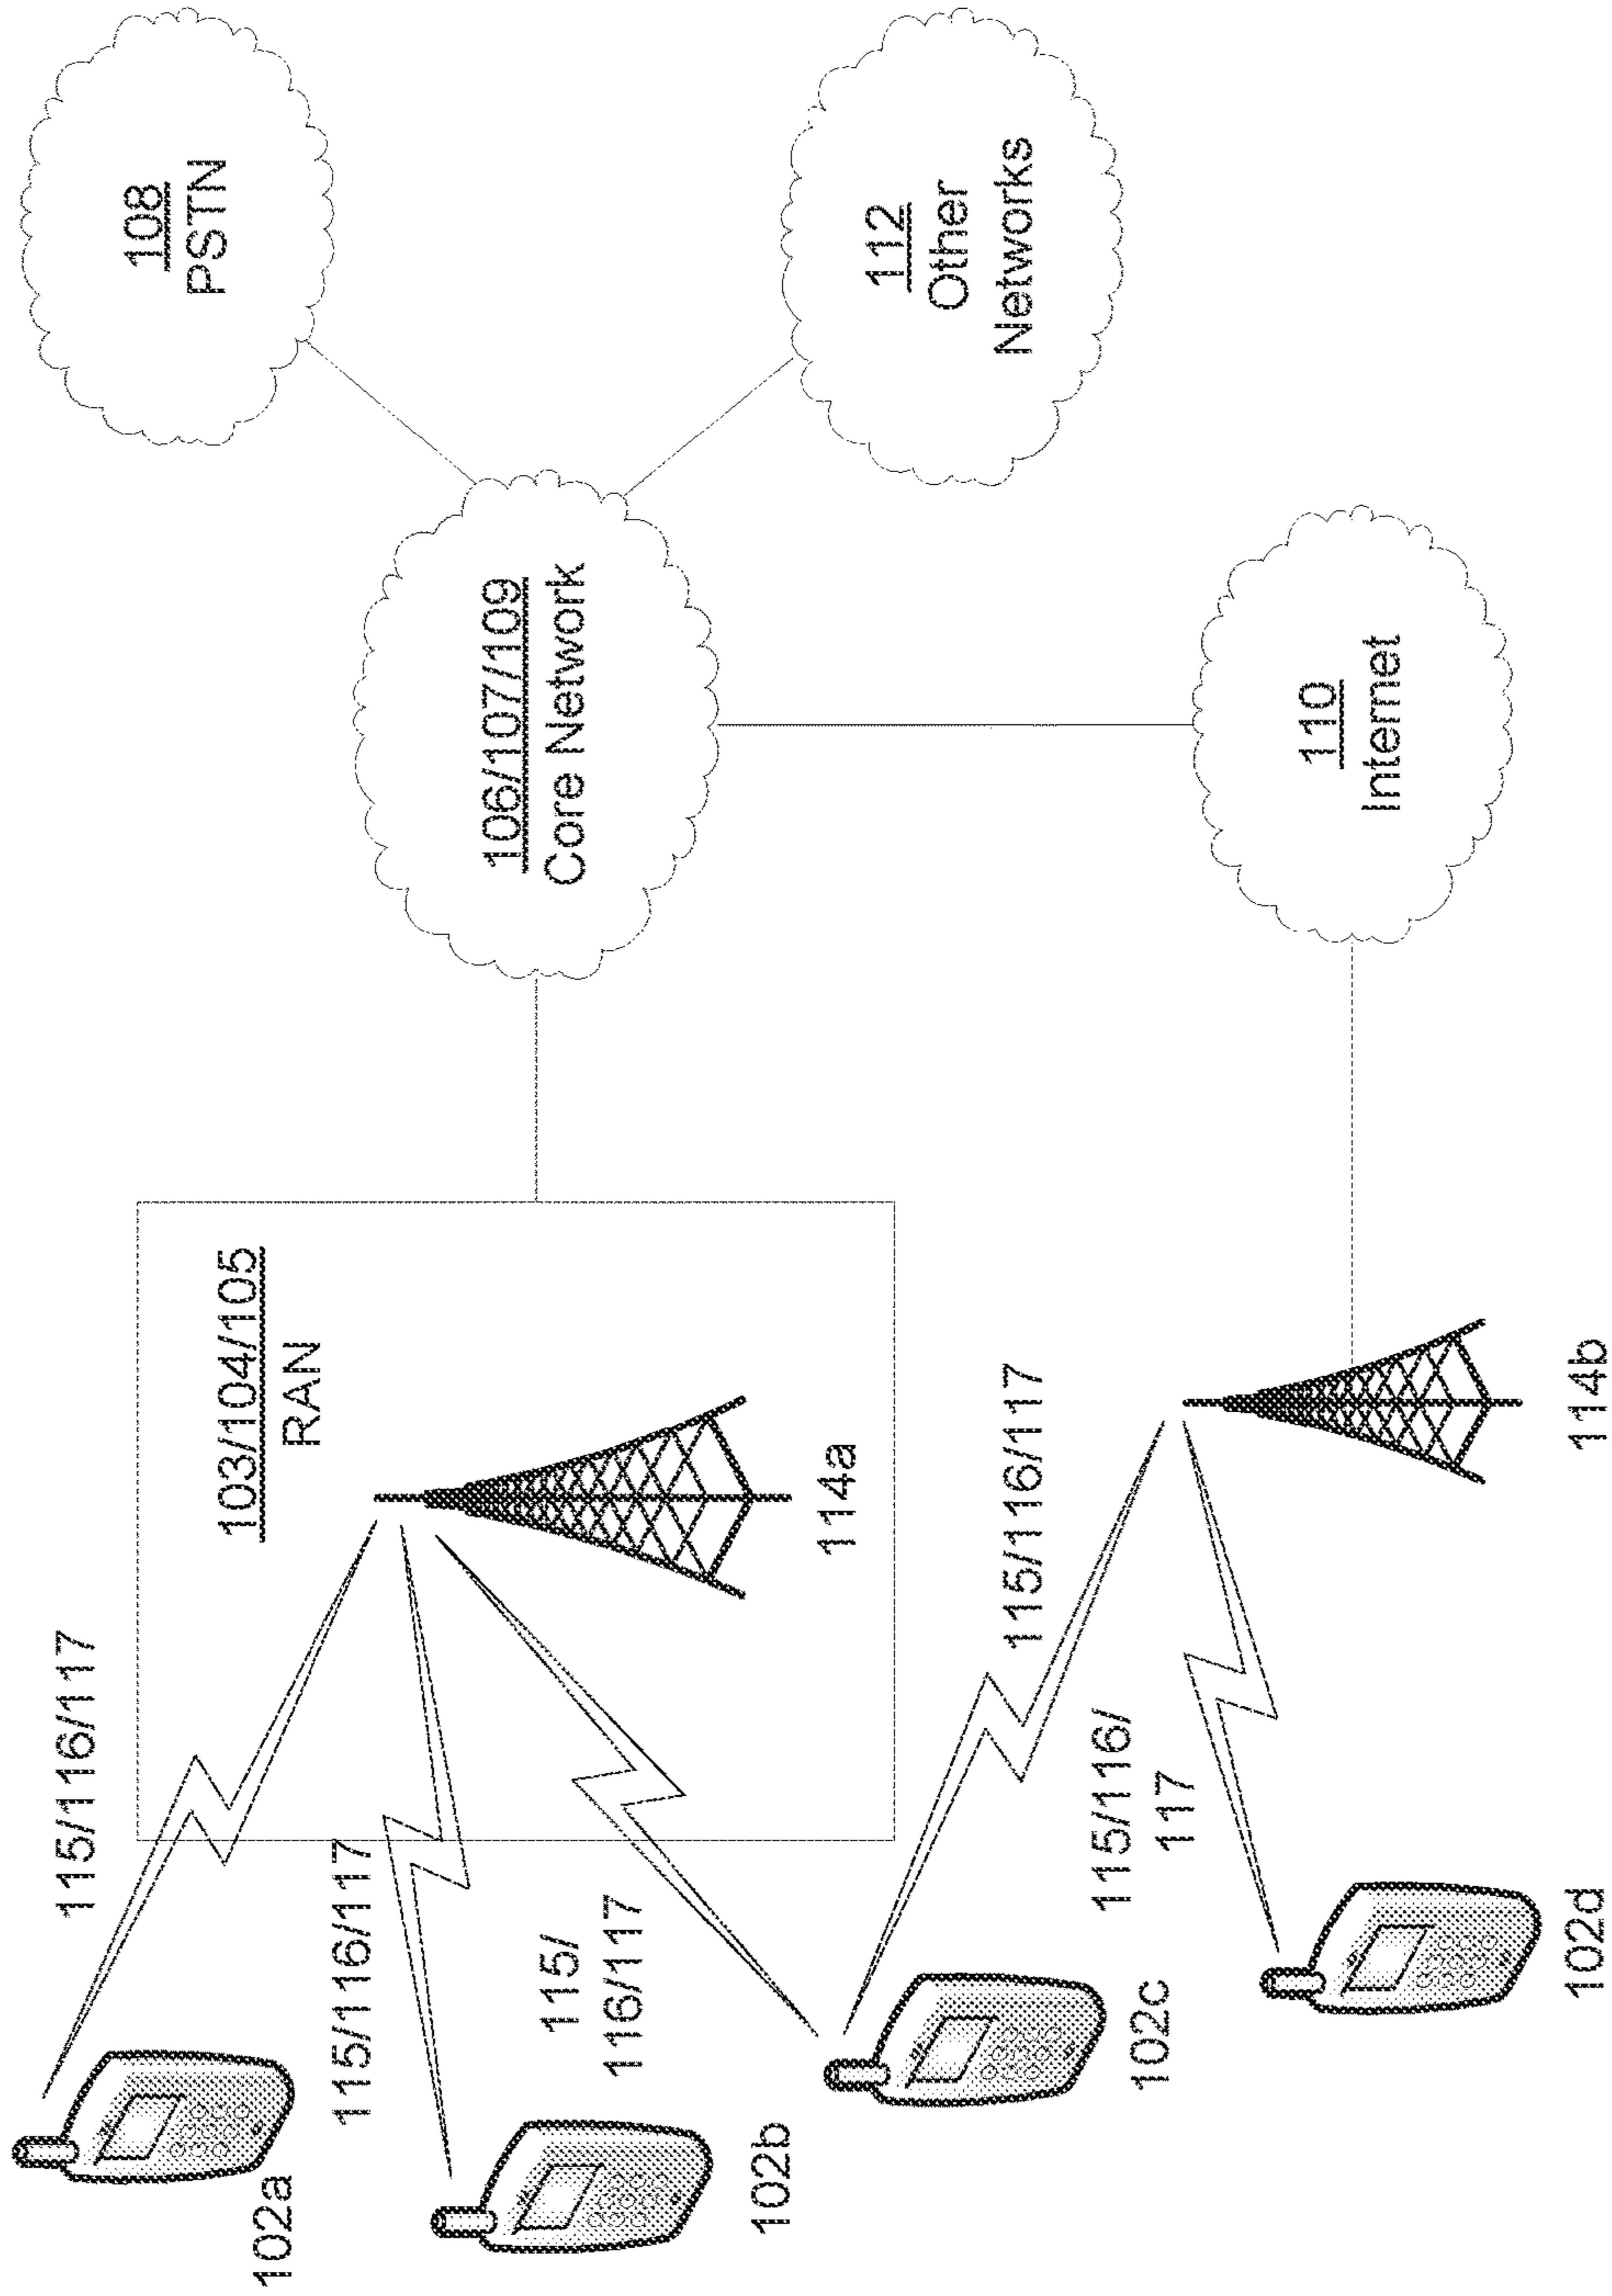 115/116/117
103/104/105
RAN
108
PSTN
102a
114a
106/107/109
Core Network
115/116/117
115/
116/117
102b
112
Other
Networks
115/116/117
102c
115/116/
117
110
Internet
102d
114b